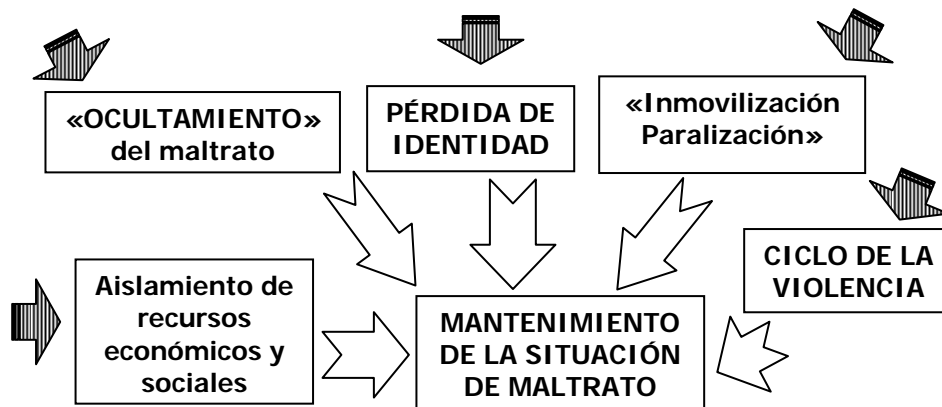 «OCULTAMIENTO»
del maltrato
PÉRDIDA DE
IDENTIDAD
«Inmovilización
Paralización»
CICLO DE LA
VIOLENCIA
Aislamiento de
recursos
económicos y
sociales
MANTENIMIENTO
DE LA SITUACIÓN
DE MALTRATO